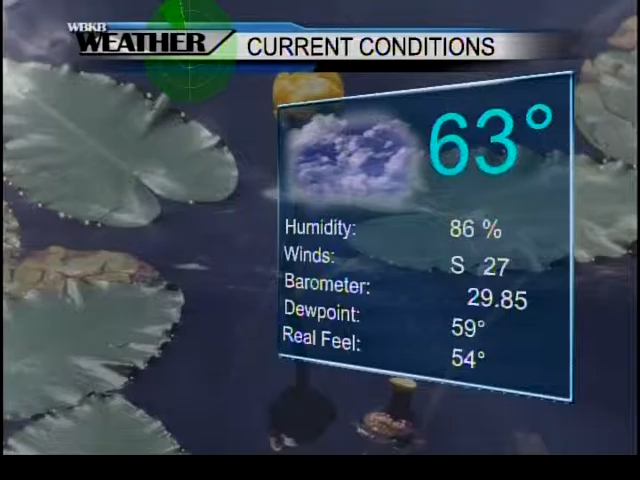 WBKB
WEATHER CURRENT CONDITIONS
63°
Humidity: 86 %
Winds: S 27
Barometer: 29.85
Dewpoint: 59°
Real Feel: 54°